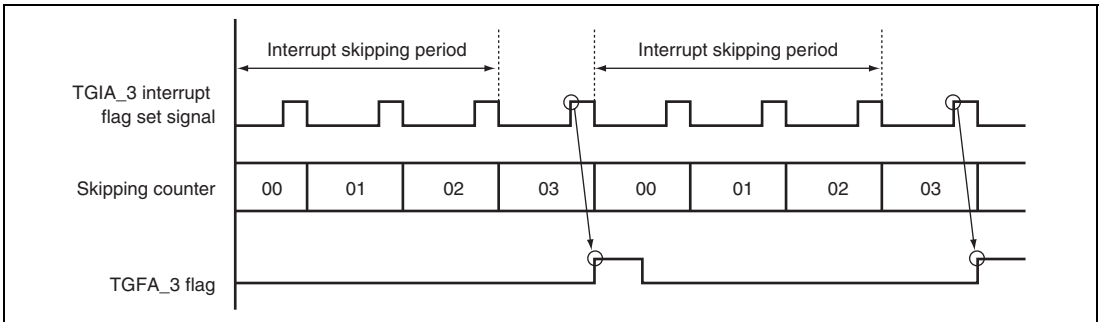 Interrupt skipping period
Interrupt skipping period
TGIA_3 interrupt
flag set signal
Skipping counter
00
01
02
03
00
01
02
03
TGFA_3 flag